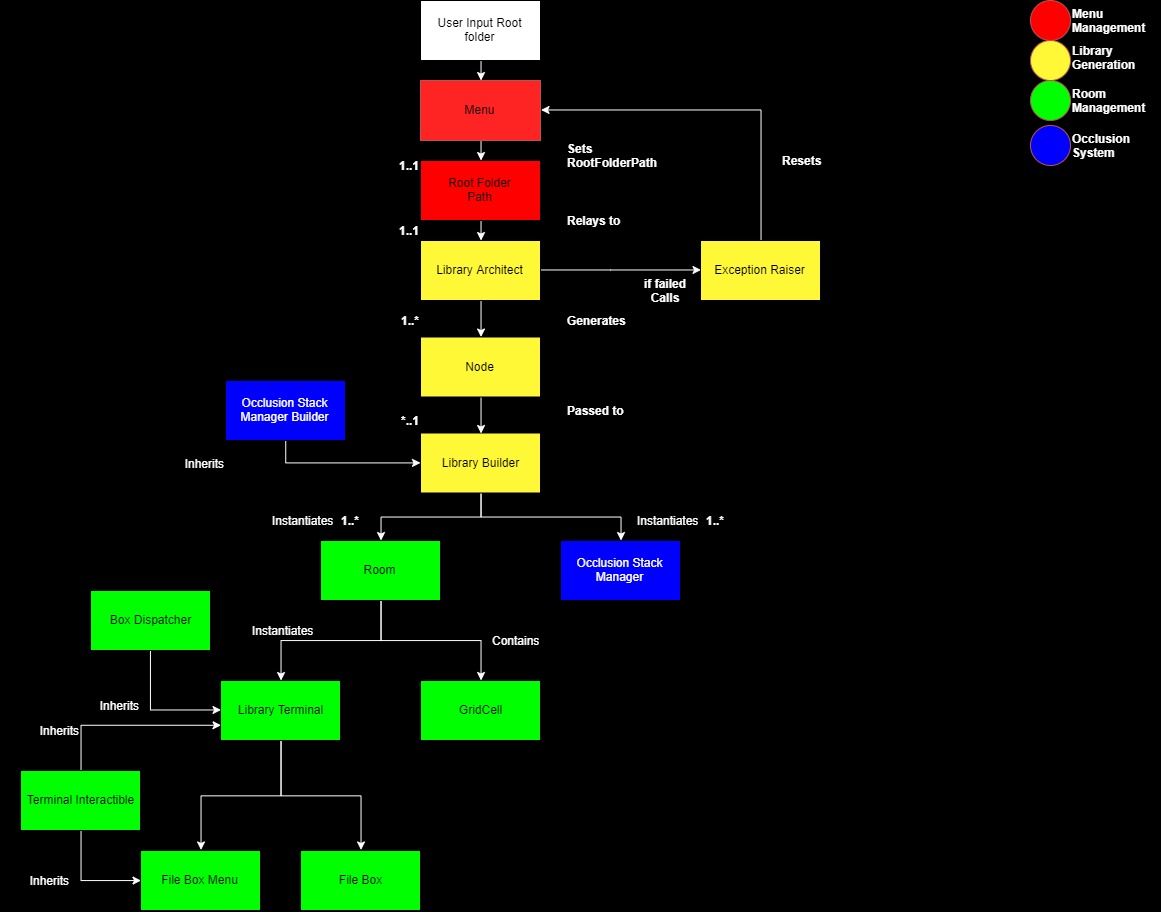 User Input Root
folder
Menu
Management
Library
Generation
Room
Management
Occlusion
System
Menu
Sets
RootFolderPath
Resets
1..1
Root Folder
Path
1..1
Relays to
Library Architect
Exception Raiser
if failed
Calls
1..*
Generates
Node
Occlusion Stack
Manager Builder
Passed to
*..1
Inherits
Library Builder
Instantiates 1..*
Instantiates 1..*
Room
Occlusion Stack
Manager
Box Dispatcher
Instantiates
Contains
Inherits
Library Terminal
GridCell
Inherits
Terminal Interactible
Inherits
File Box Menu
File Box